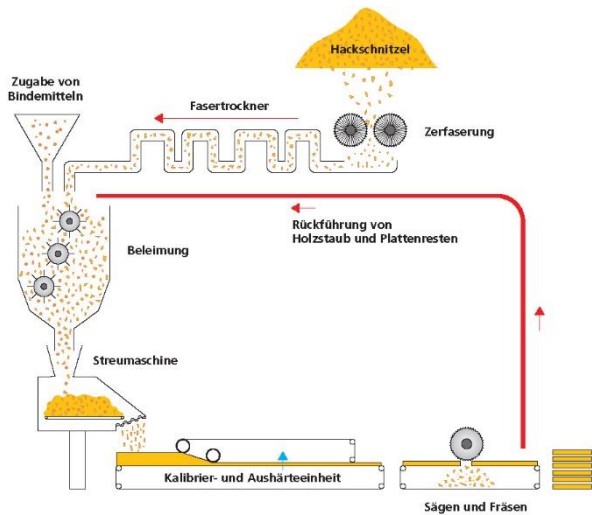 Hackschnitzel
Zugabe von
Bindemitteln
Fasertrockner
Zerfaserung
Rückführung von
Holzstaub und Plattenresten
Beleimung
Streumaschine
Kalibrier- und Aushärteeinheit
Sägen und Fräsen